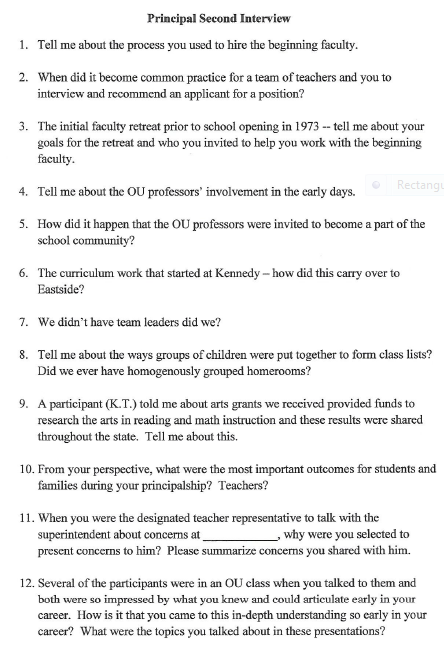 Principal Second Interview
1. Tell me about the process you used to hire the beginning faculty.
2. When did it become common practice for a team of teachers and you to
interview and recommend an applicant for a position?
3. The initial faculty retreat prior to school opening in 1973 -- tell me about your
goals for the retreat and who you invited to help you work with the beginning
faculty.
Rectangu
4. Tell me about the OU professors' involvement in the early days.
5. How did it happen that the OU professors were invited to become a part of the
school community?
6. The curriculum work that started at Kennedy – how did this carry over to
Eastside?
7. We didn't have team leaders did we?
8. Tell me about the ways groups of children were put together to form class lists?
Did we ever have homogenously grouped homerooms?
9. A participant (K.T.) told me about arts grants we received provided funds to
research the arts in reading and math instruction and these results were shared
throughout the state. Tell me about this.
10. From your perspective, what were the most important outcomes for students and
families during your principalship? Teachers?
11. When you were the designated teacher representative to talk with the
superintendent about concerns at ____________, why were you selected to
present concerns to him? Please summarize concerns you shared with him.
12. Several of the participants were in an OU class when you talked to them and
both were so impressed by what you knew and could articulate early in your
career. How is it that you came to this in-depth understanding so early in your
career? What were the topics you talked about in these presentations?